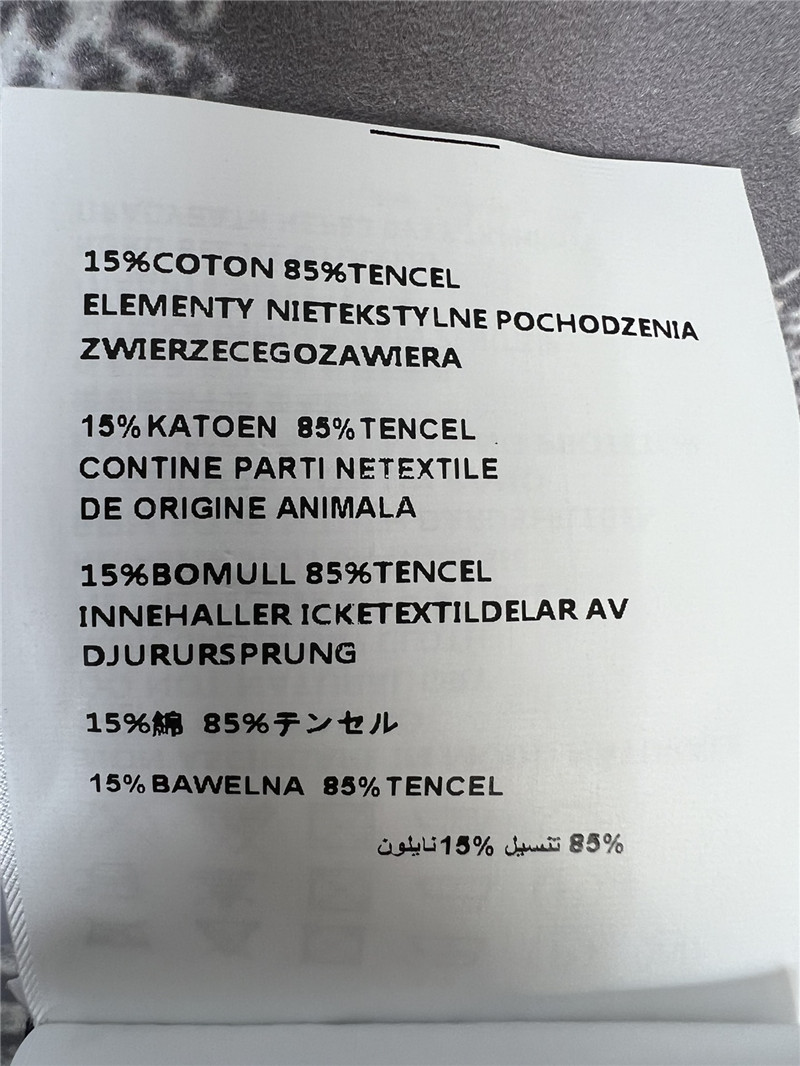 15%COTON 85%TENCEL
ELEMENTY NIETEKSTYLNE POCHODZENIA
ZWIERZECEGOZAWIERA
15%KATOEN 85%TENCEL
CONTINE PARTI NETEXTILE
DE ORIGINE ANIMALA
15%BOMULL 85%TENCEL
INNEHALLER ICKETEXTILDELAR AV
DJURURSPRUNG
15%綿 85%テンセル
15%BAWELNA 85%TENCEL
85% تنسيل 15%نايلون